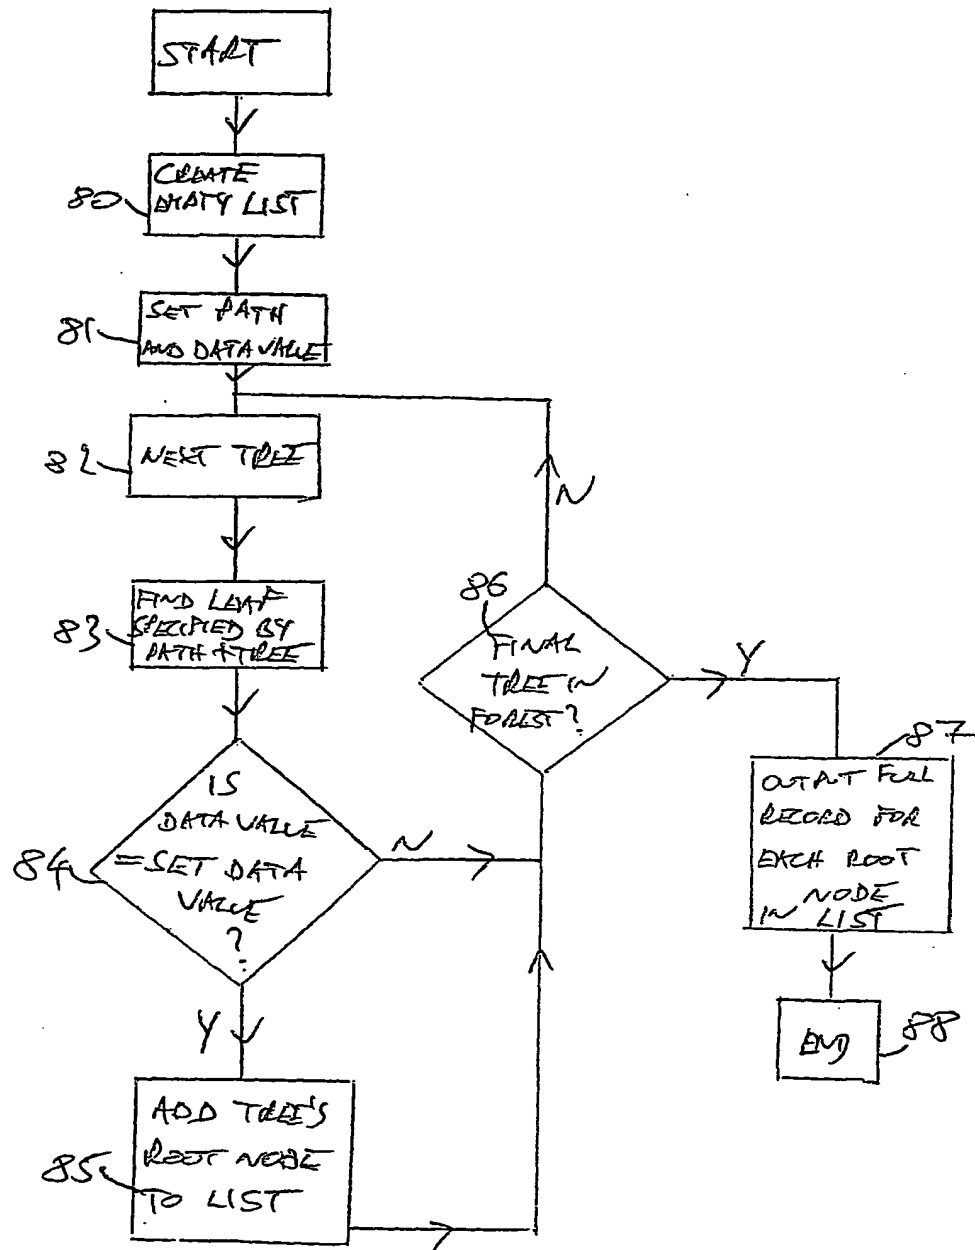 START
CREATE
EMPTY LIST
80
SET PATH
AND DATA VALUE
81
NEXT TREE
82
FIND LEAF
SPECIFIED BY
PATH + TREE
83
IS
DATA VALUE
= SET DATA
VALUE
?
84
N
Y
ADD TREE'S
ROOT NODE
TO LIST
85
86
FINAL
TREE IN
FOREST?
N
Y
87
OUTPUT FULL
RECORD FOR
EACH ROOT
NODE
IN LIST
END
88